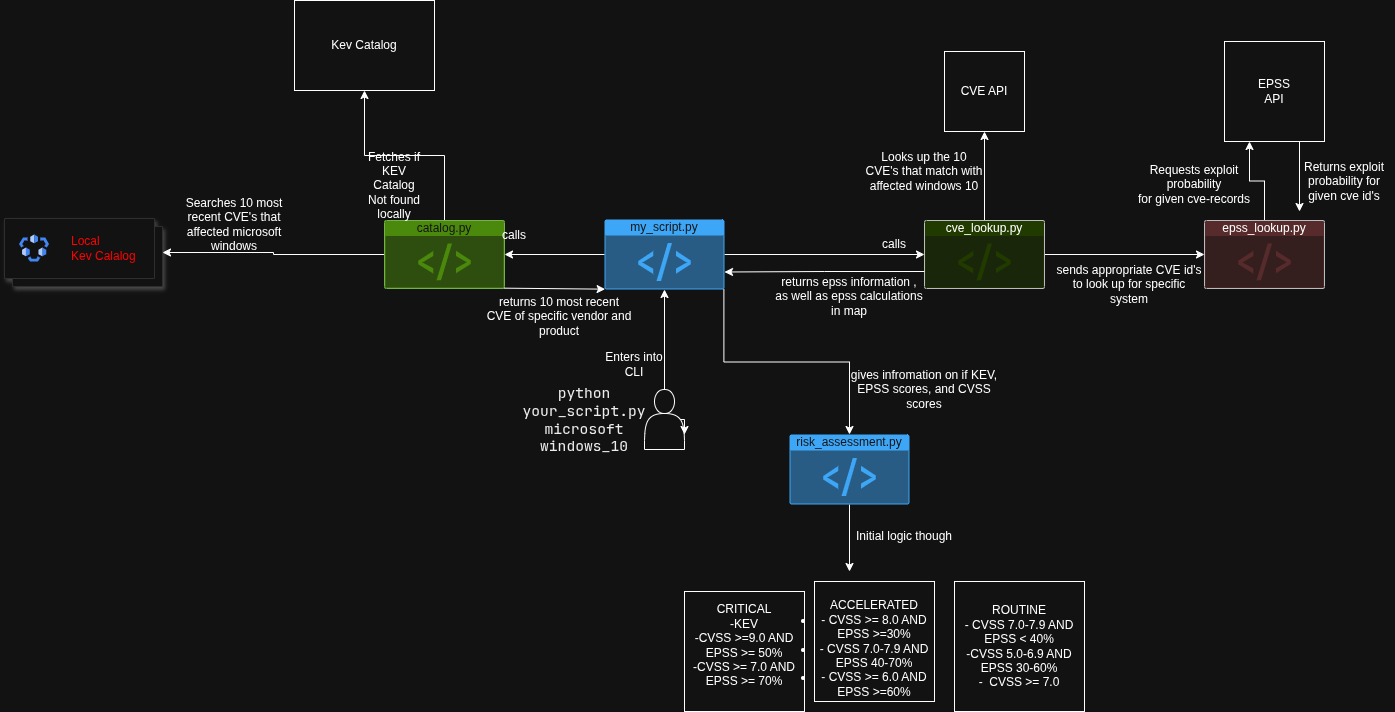 Kev Catalog
CVE API
EPSS
API
Fetches if
KEV
Catalog
Not found
locally
Looks up the 10
CVE's that match with
affected windows 10
Requests exploit
probability
for given cve-records
Returns exploit
probability for
given cve id's
Searches 10 most
recent CVE's that
affected microsoft
windows
Local
Kev Catalog
catalog.py
</>
calls
my_script.py
</>
calls
cve_lookup.py
</>
epss_lookup.py
</>
returns 10 most recent
CVE of specific vendor and
product
returns epss information ,
as well as epss calculations
in map
sends appropriate CVE id's
to look up for specific
system
Enters into
CLI
python
your_script.py
microsoft
windows_10
gives infromation on if KEV,
EPSS scores, and CVSS
scores
risk_assessment.py
</>
Initial logic though
CRITICAL
-KEV
-CVSS >=9.0 AND
EPSS >= 50%
-CVSS >= 7.0 AND
EPSS >= 70%
ACCELERATED
- CVSS >= 8.0 AND
EPSS >=30%
- CVSS 7.0-7.9 AND
EPSS 40-70%
- CVSS >= 6.0 AND
EPSS >=60%
ROUTINE
- CVSS 7.0-7.9 AND
EPSS < 40%
-CVSS 5.0-6.9 AND
EPSS 30-60%
- CVSS >= 7.0